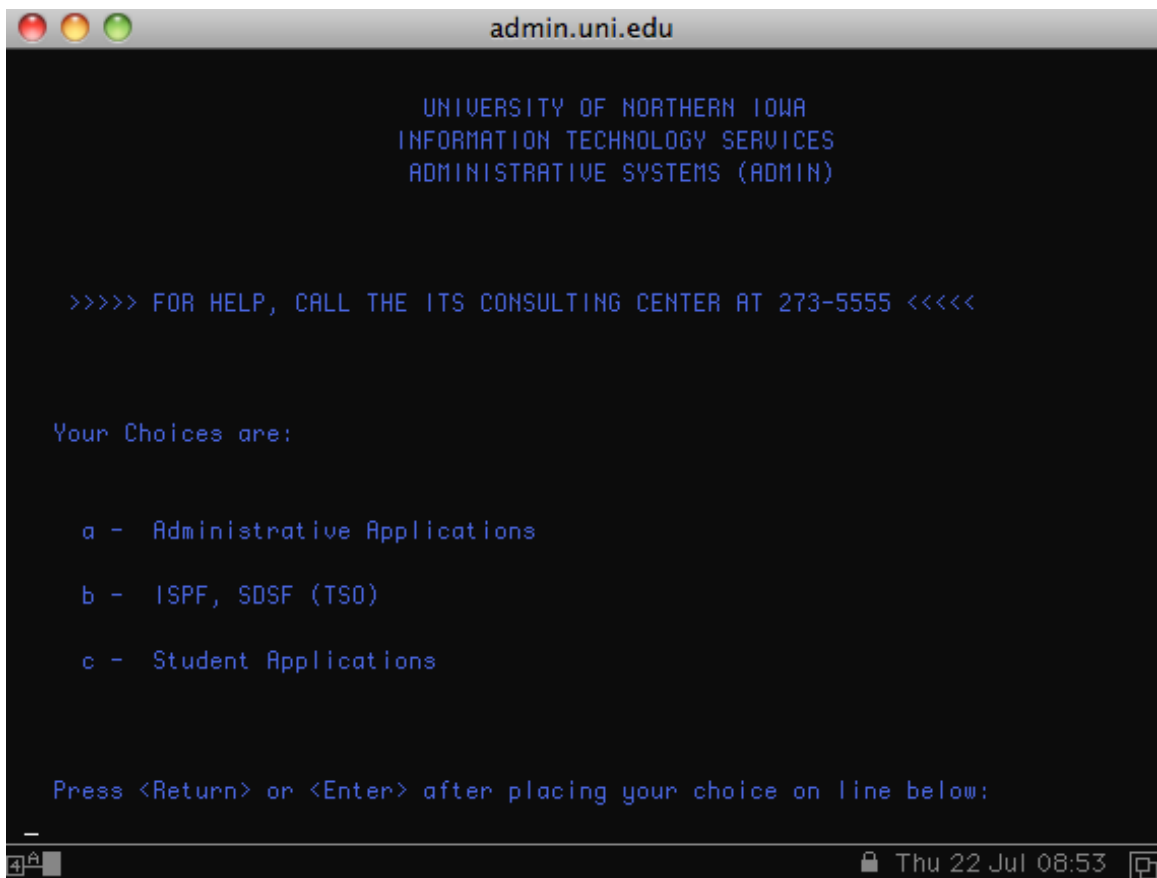 admin.uni.edu
UNIVERSITY OF NORTHERN IOWA
INFORMATION TECHNOLOGY SERVICES
ADMINISTRATIVE SYSTEMS (ADMIN)
>>>>> FOR HELP, CALL THE ITS CONSULTING CENTER AT 273-5555 <<<<<
Your Choices are:
a - Administrative Applications
b - ISPF, SDSF (TSO)
c - Student Applications
Press <Return> or <Enter> after placing your choice on line below:
_
4 A Thu 22 Jul 08:53